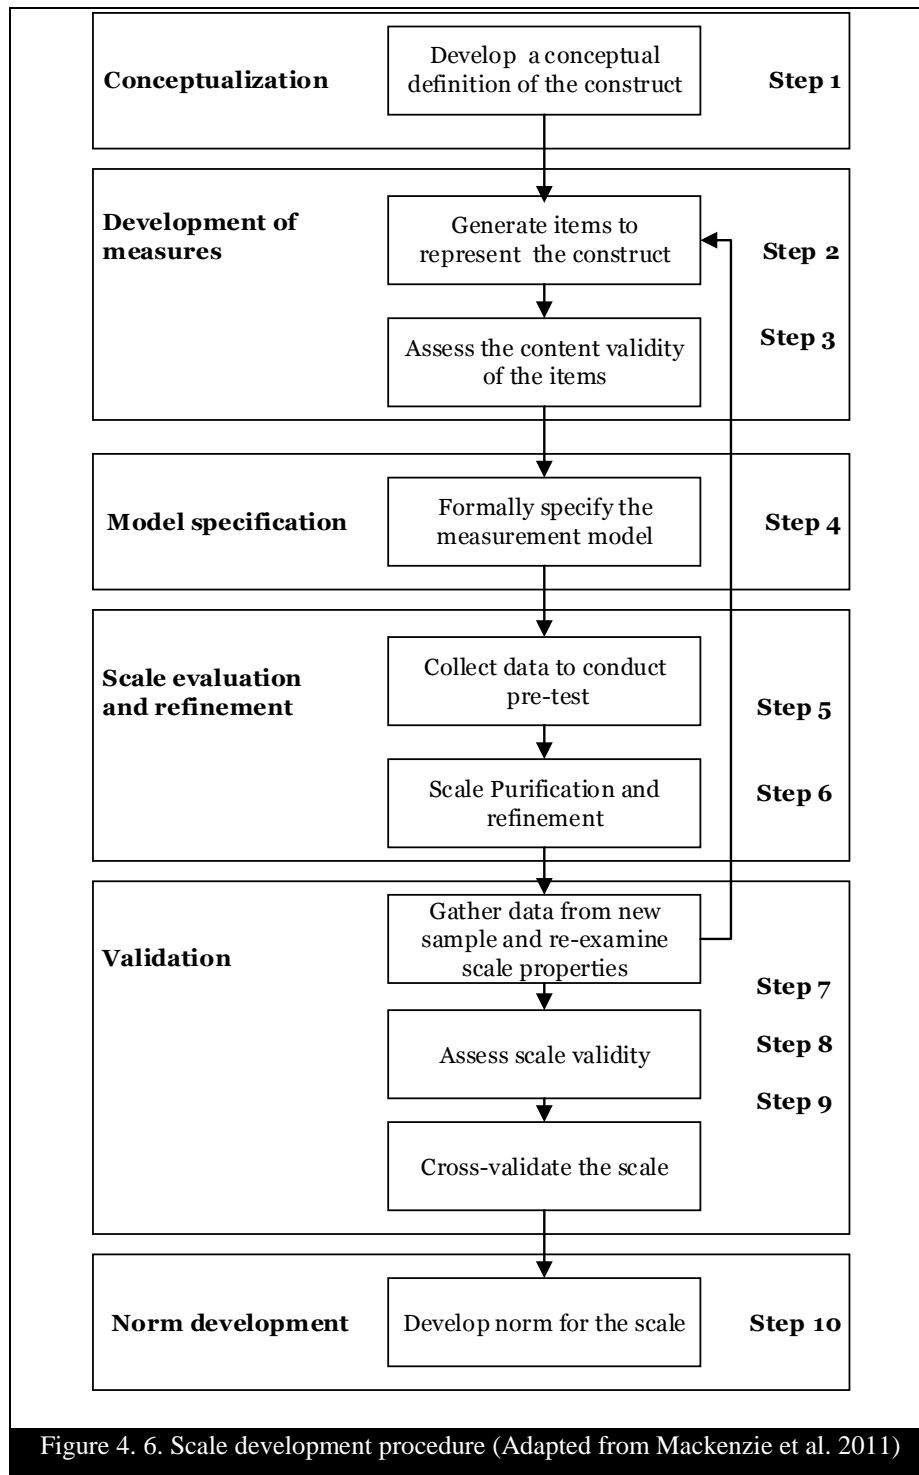 Conceptualization
Develop a conceptual
definition of the construct
Step 1
Development of
measures
Generate items to
represent the construct
Step 2
Assess the content validity
of the items
Step 3
Model specification
Formally specify the
measurement model
Step 4
Scale evaluation
and refinement
Collect data to conduct
pre-test
Step 5
Scale Purification and
refinement
Step 6
Validation
Gather data from new
sample and re-examine
scale properties
Step 7
Assess scale validity
Step 8
Cross-validate the scale
Step 9
Norm development
Develop norm for the scale
Step 10
Figure 4. 6. Scale development procedure (Adapted from Mackenzie et al. 2011)